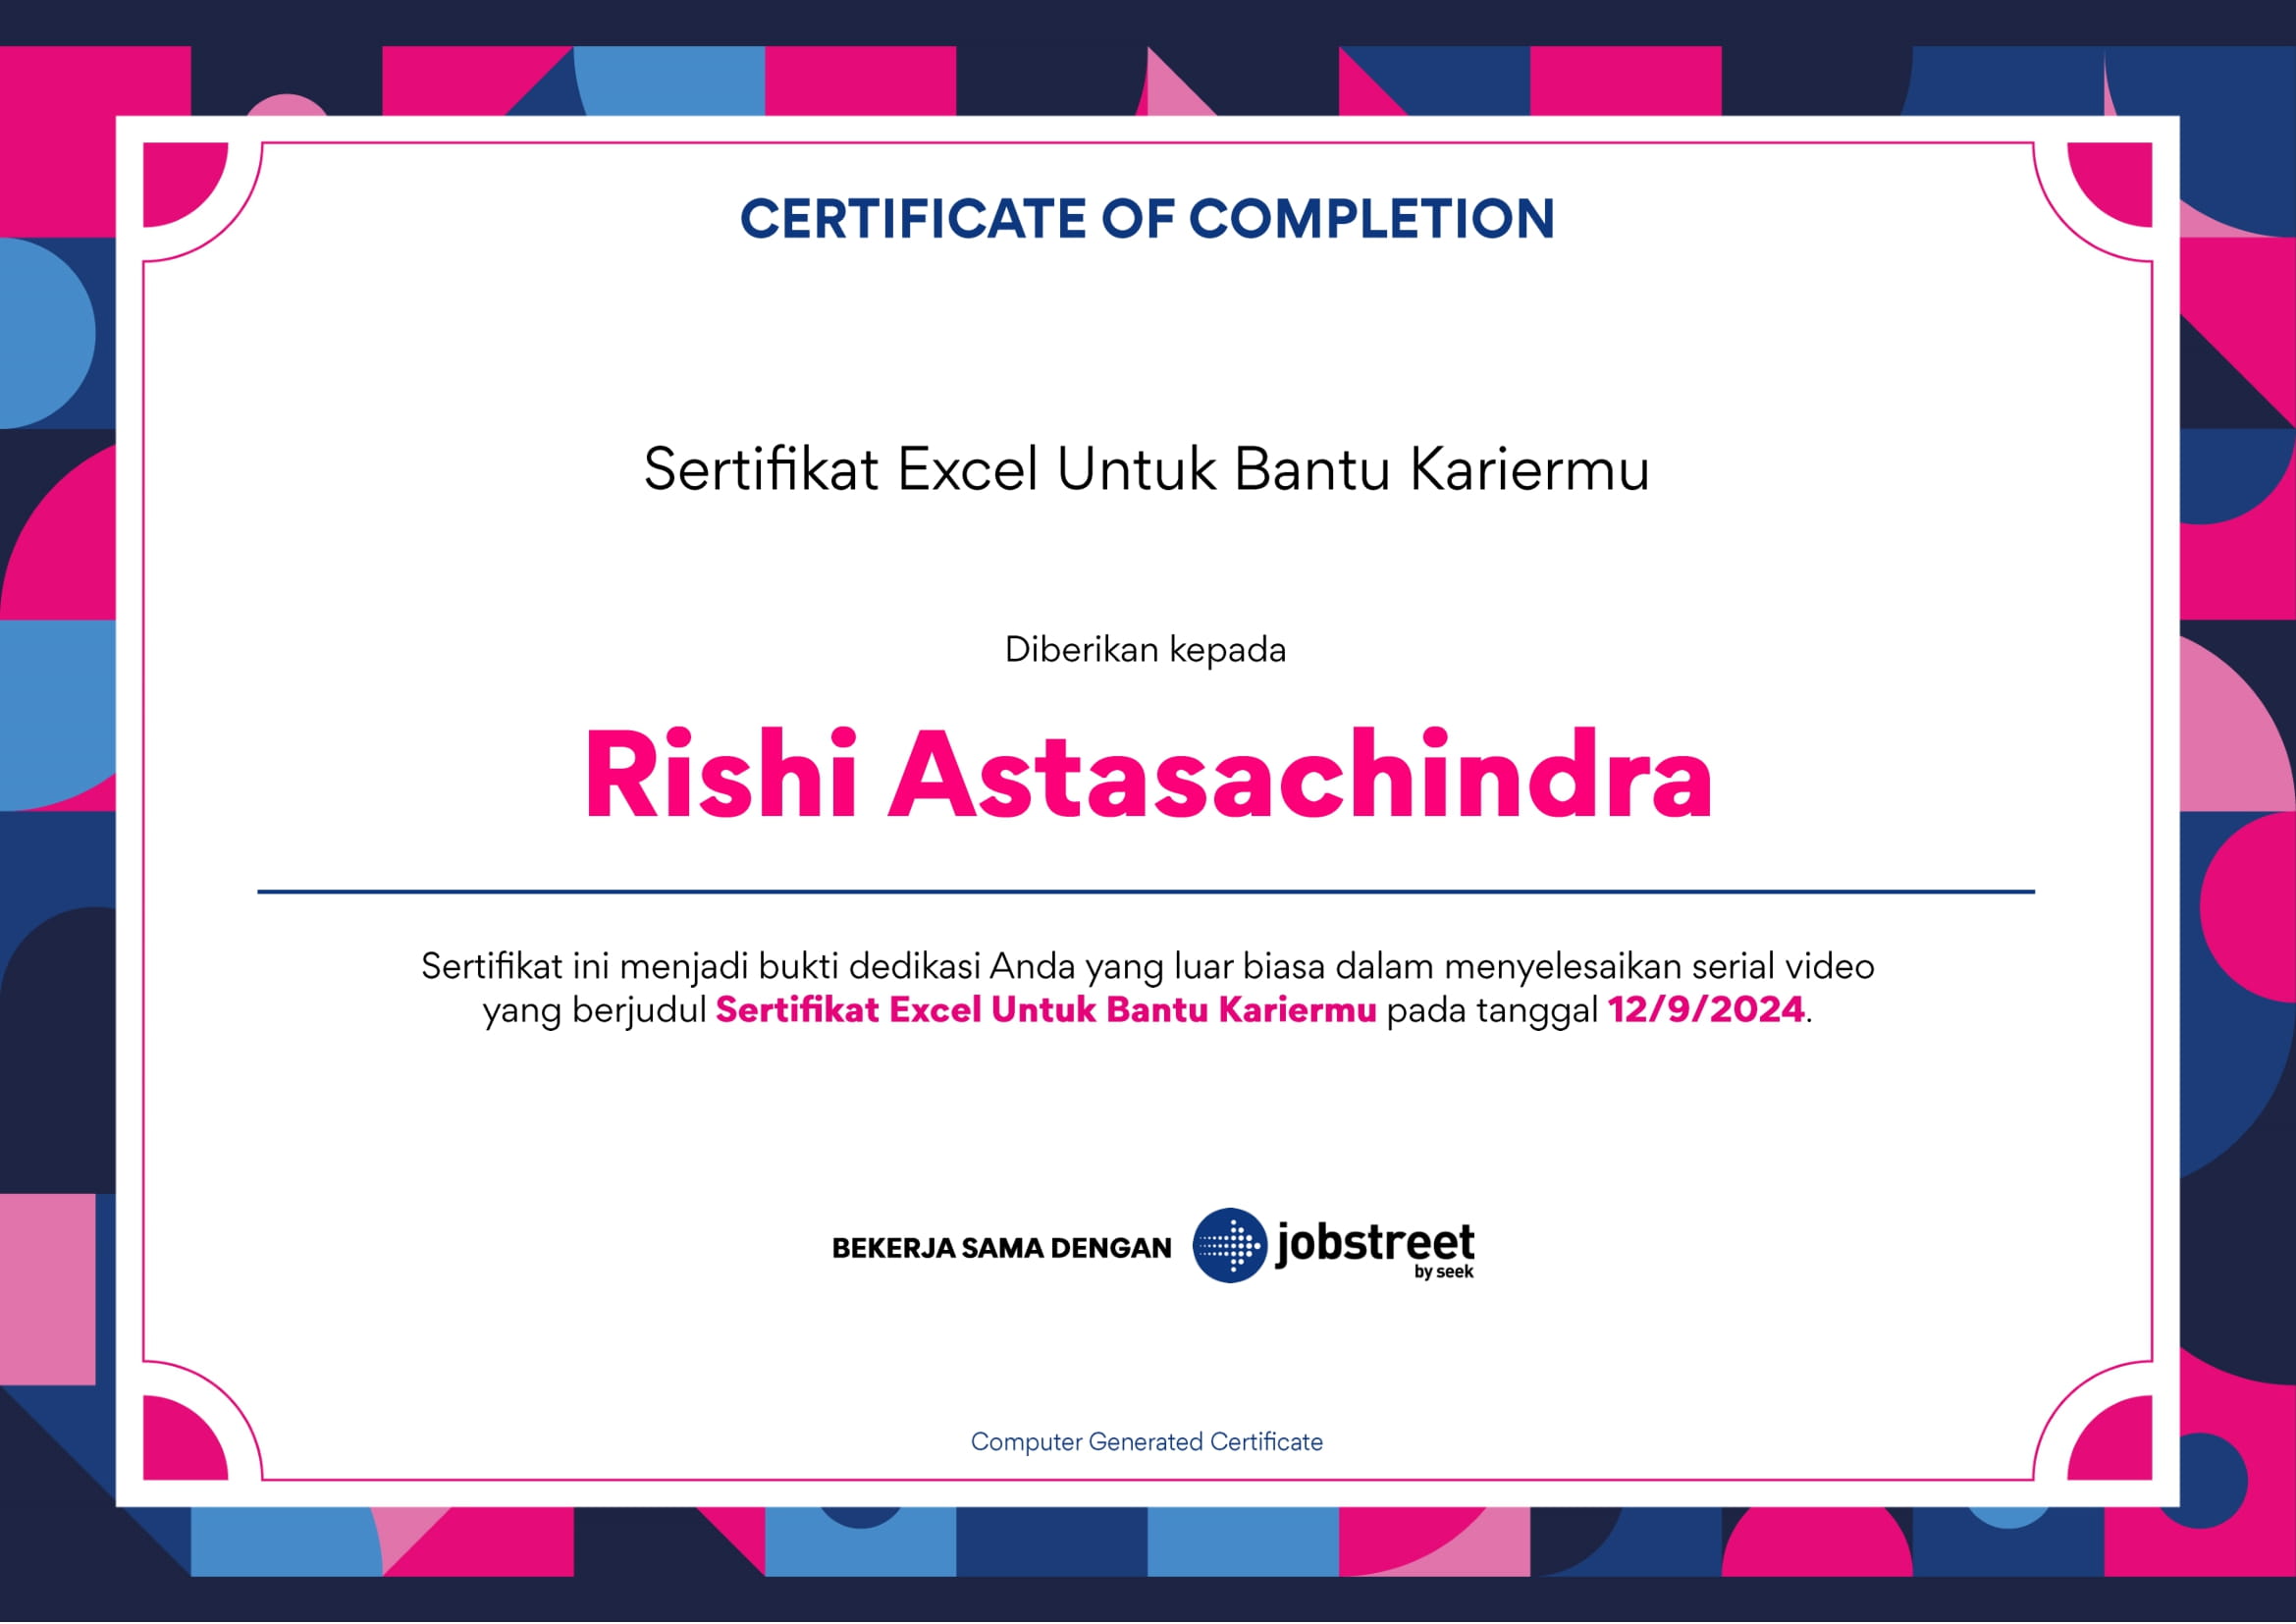 CERTIFICATE OF COMPLETION
Sertifikat Excel Untuk Bantu Kariermu
Diberikan kepada
Rishi Astasachindra
Sertifikat ini menjadi bukti dedikasi Anda yang luar biasa dalam menyelesaikan serial video
yang berjudul Sertifikat Excel Untuk Bantu Kariermu pada tanggal 12/9/2024.
BEKERJA SAMA DENGAN jobstreet
by seek
Computer Generated Certificate